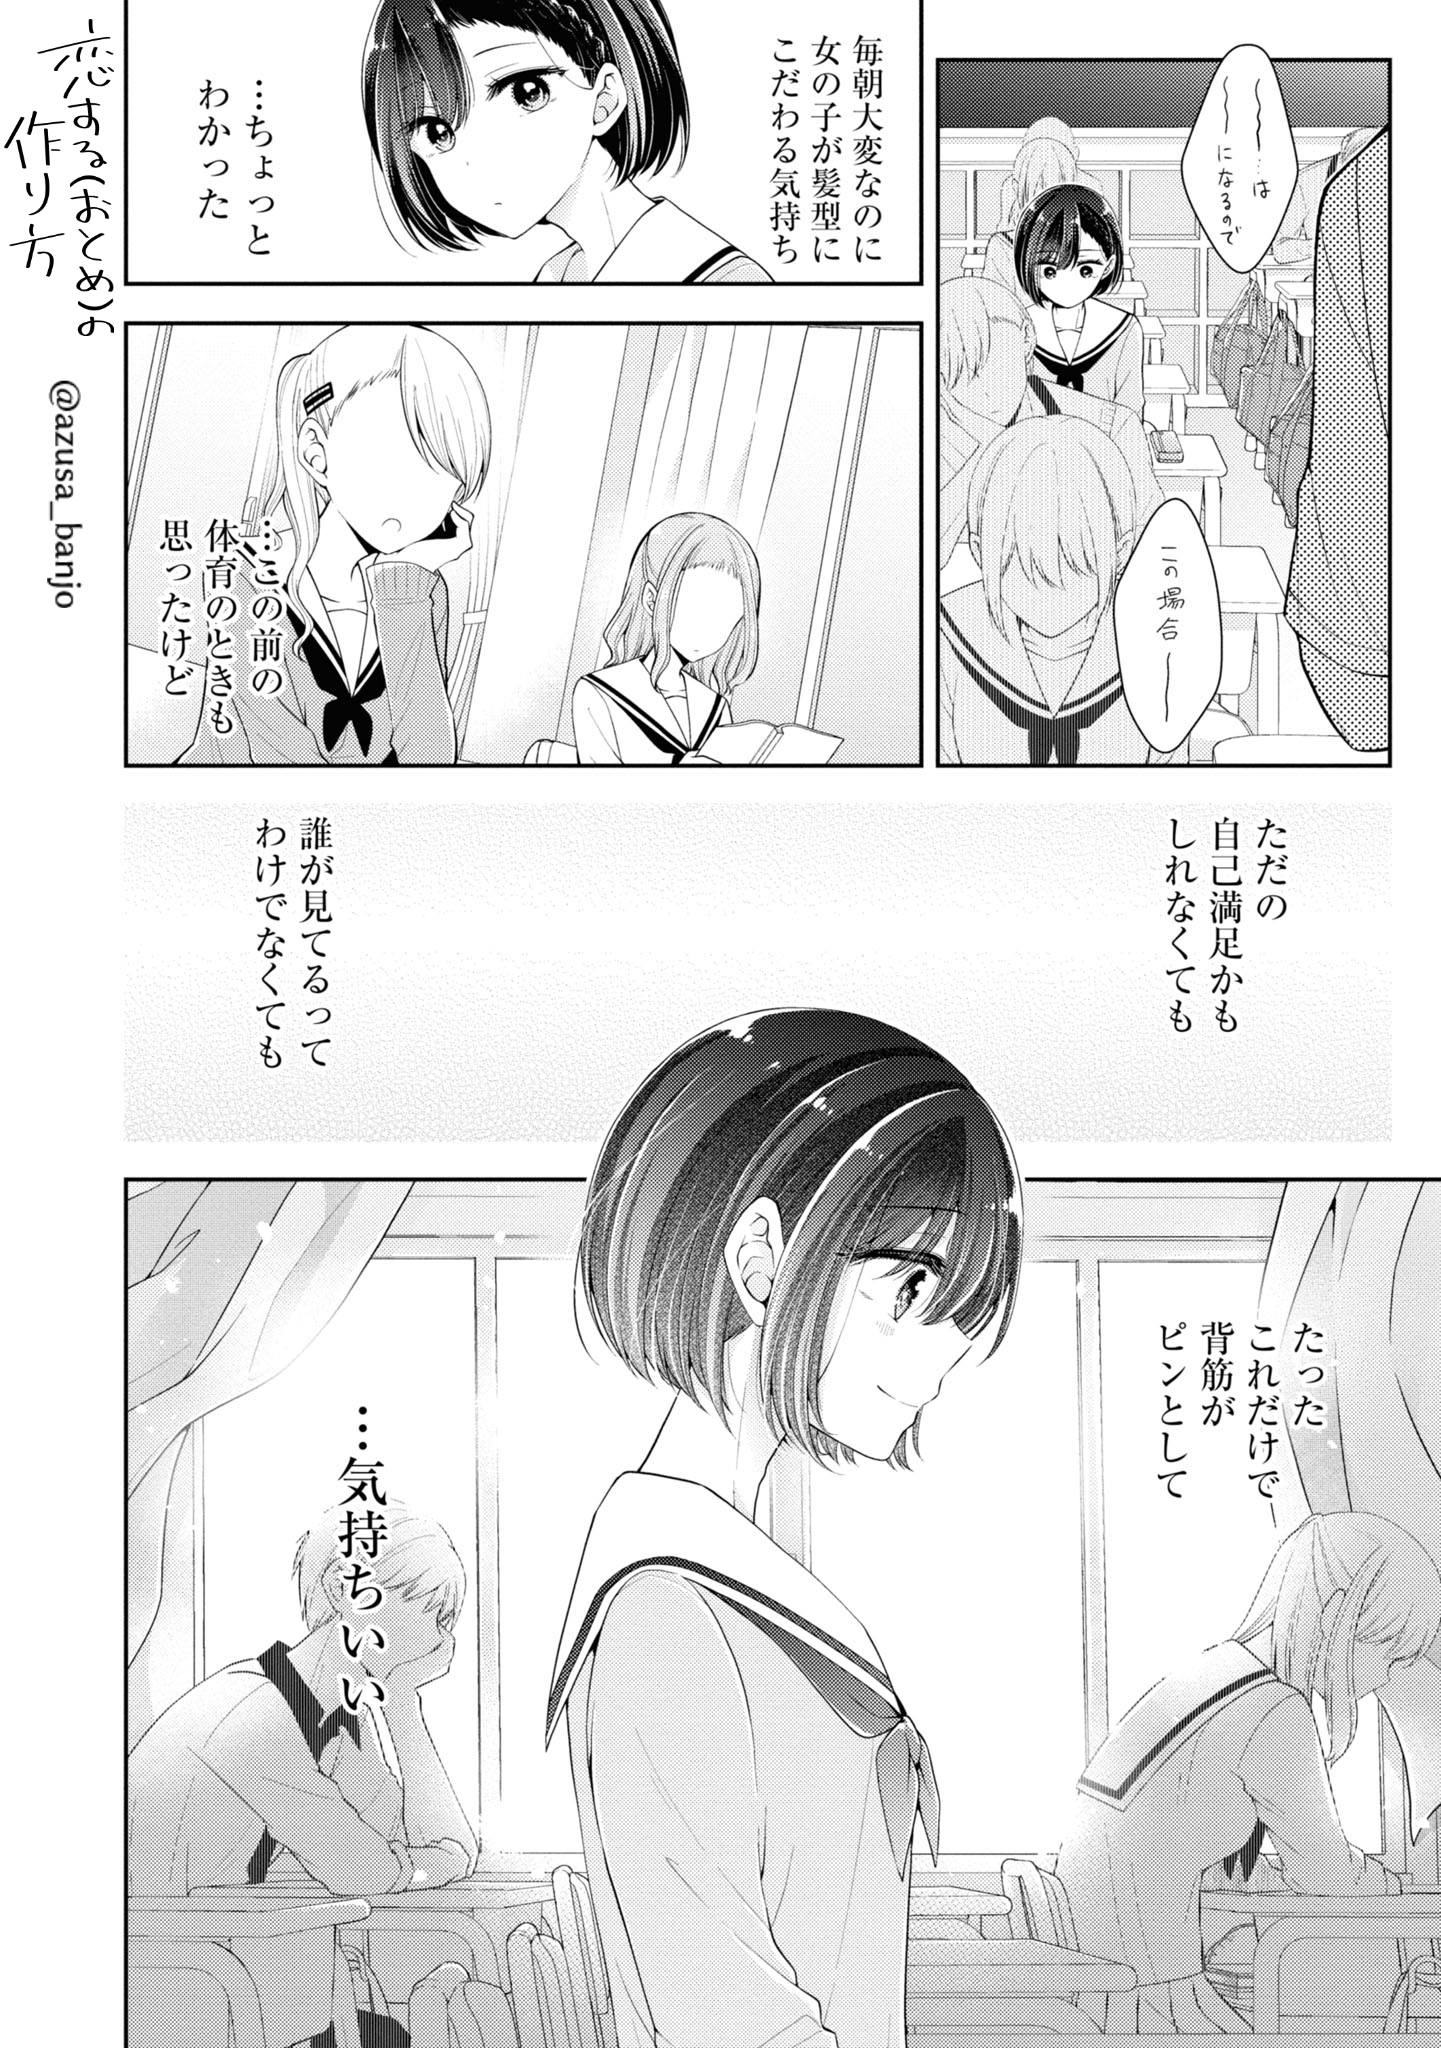 〜〜…は
〜になるので
この場合〜
毎朝大変なのに
女の子が髪型に
こだわる気持ち
…ちょっと
わかった
…この前の
体育のときも
思ったけど
ただの
自己満足かも
しれなくても
誰が見てるって
わけでなくても
たった
これだけで
背筋が
ピンとして
…気持ちいい
恋する(おとめ)の
作り方
@azusa_banjo